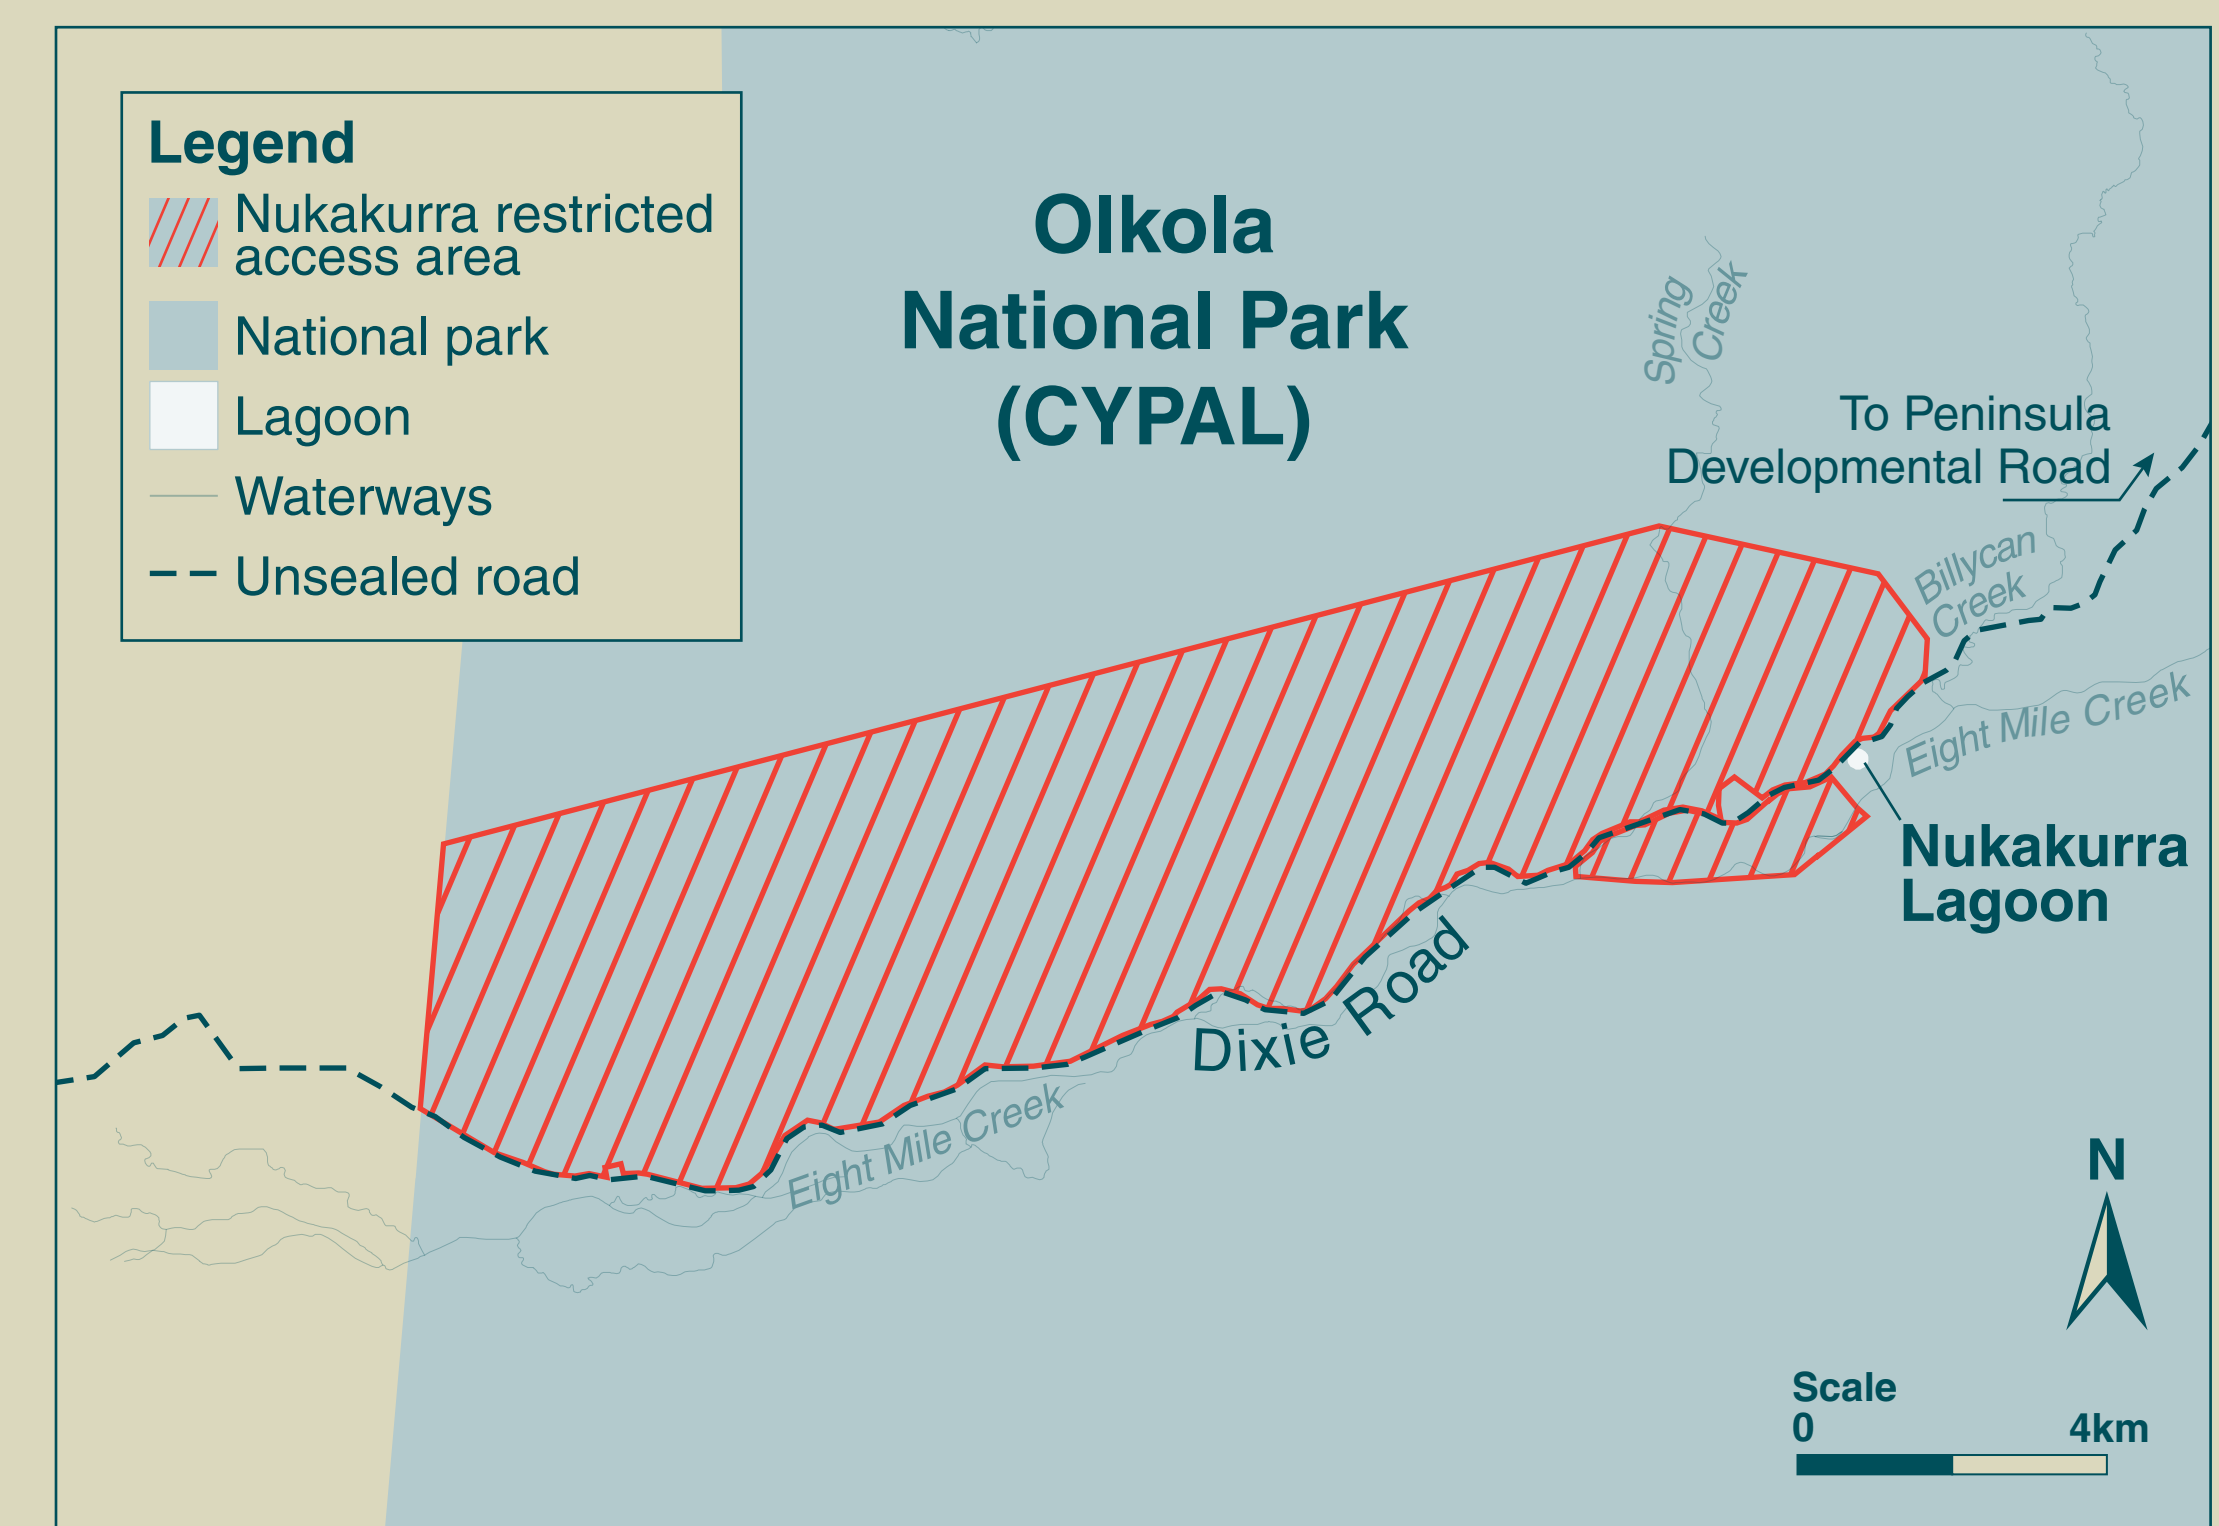 Legend
Nukakurra restricted
access area
National park
Lagoon
Waterways
Unsealed road
Olkola
National Park
(CYPAL)
Spring
Creek
To Peninsula
Developmental Road
Billycan
Creek
Eight Mile Creek
Nukakurra
Lagoon
Dixie Road
Eight Mile Creek
N
Scale
0 4km